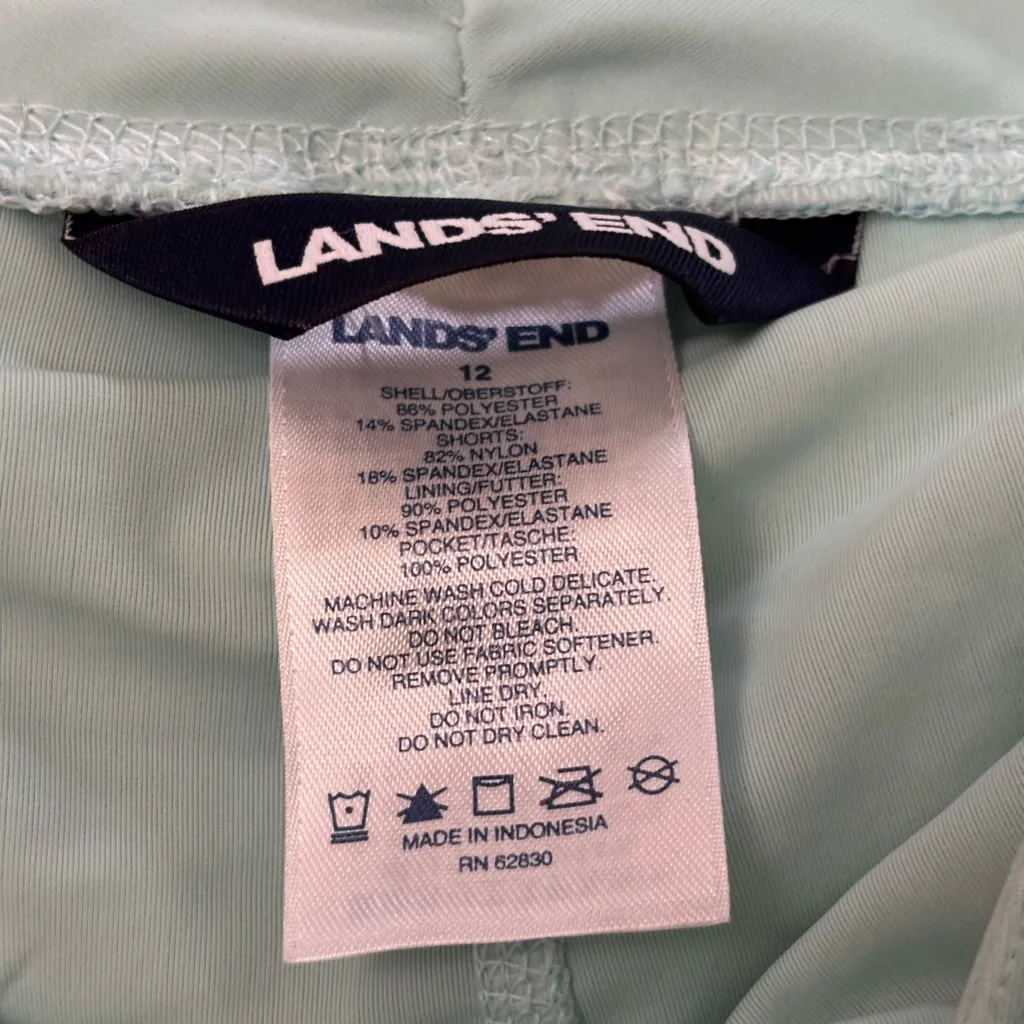 LANDS' END
LANDS' END
12
SHELL/OBERSTOFF:
86% POLYESTER
14% SPANDEX/ELASTANE
SHORTS:
82% NYLON
18% SPANDEX/ELASTANE
LINING/FUTTER:
90% POLYESTER
10% SPANDEX/ELASTANE
POCKET/TASCHE:
100% POLYESTER
MACHINE WASH COLD DELICATE.
WASH DARK COLORS SEPARATELY.
DO NOT BLEACH.
DO NOT USE FABRIC SOFTENER.
REMOVE PROMPTLY.
LINE DRY.
DO NOT IRON.
DO NOT DRY CLEAN.
MADE IN INDONESIA
RN 62830